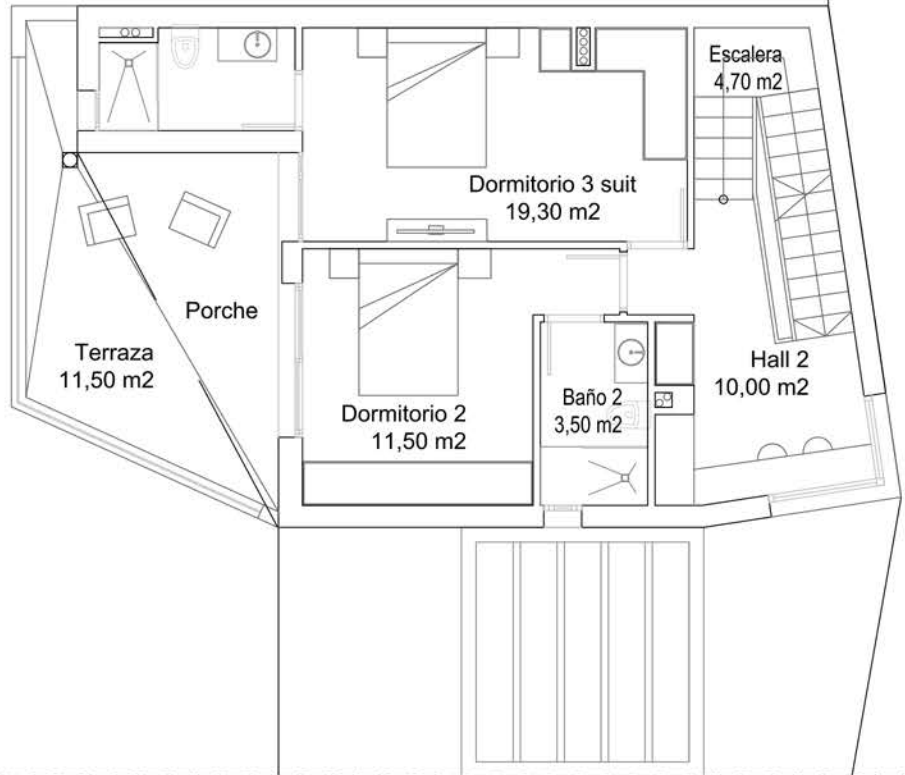 Escalera
4,70 m2
Dormitorio 3 suit
19,30 m2
Porche
Terraza
11,50 m2
Hall 2
10,00 m2
Baño 2
3,50 m2
Dormitorio 2
11,50 m2